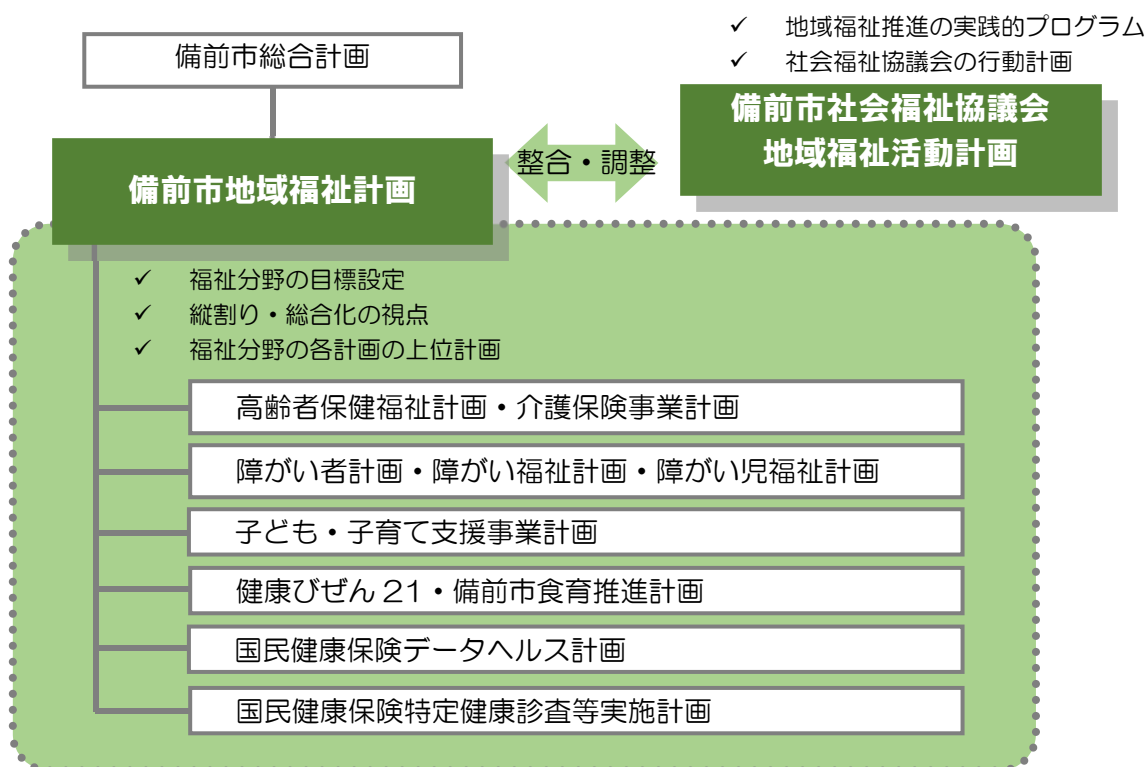 備前市総合計画
✓ 地域福祉推進の実践的プログラム
✓ 社会福祉協議会の行動計画
備前市社会福祉協議会
地域福祉活動計画
整合・調整
備前市地域福祉計画
✓ 福祉分野の目標設定
✓ 縦割り・総合化の視点
✓ 福祉分野の各計画の上位計画
高齢者保健福祉計画・介護保険事業計画
障がい者計画・障がい福祉計画・障がい児福祉計画
子ども・子育て支援事業計画
健康びぜん 21・備前市食育推進計画
国民健康保険データヘルス計画
国民健康保険特定健康診査等実施計画